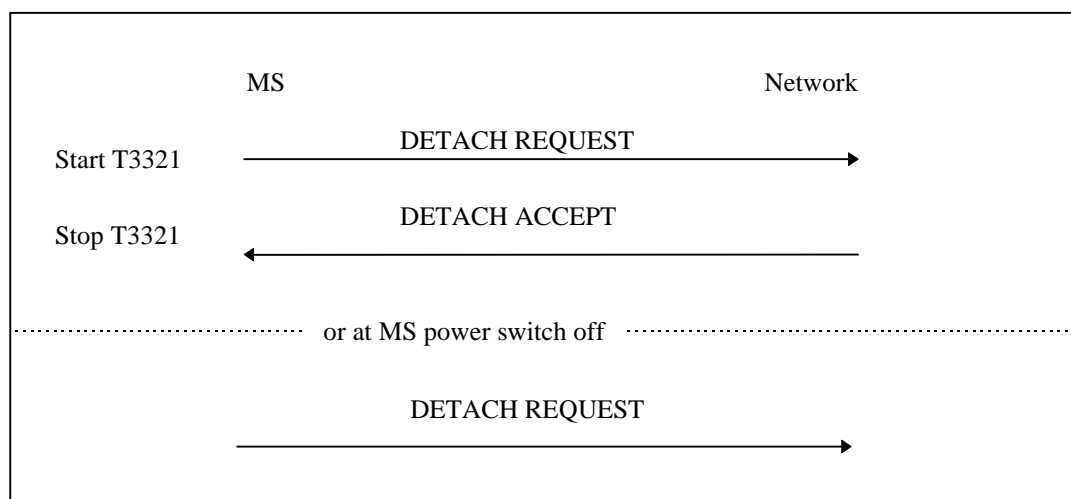 MS Network
Start T3321 DETACH REQUEST
Stop T3321 DETACH ACCEPT
or at MS power switch off
DETACH REQUEST